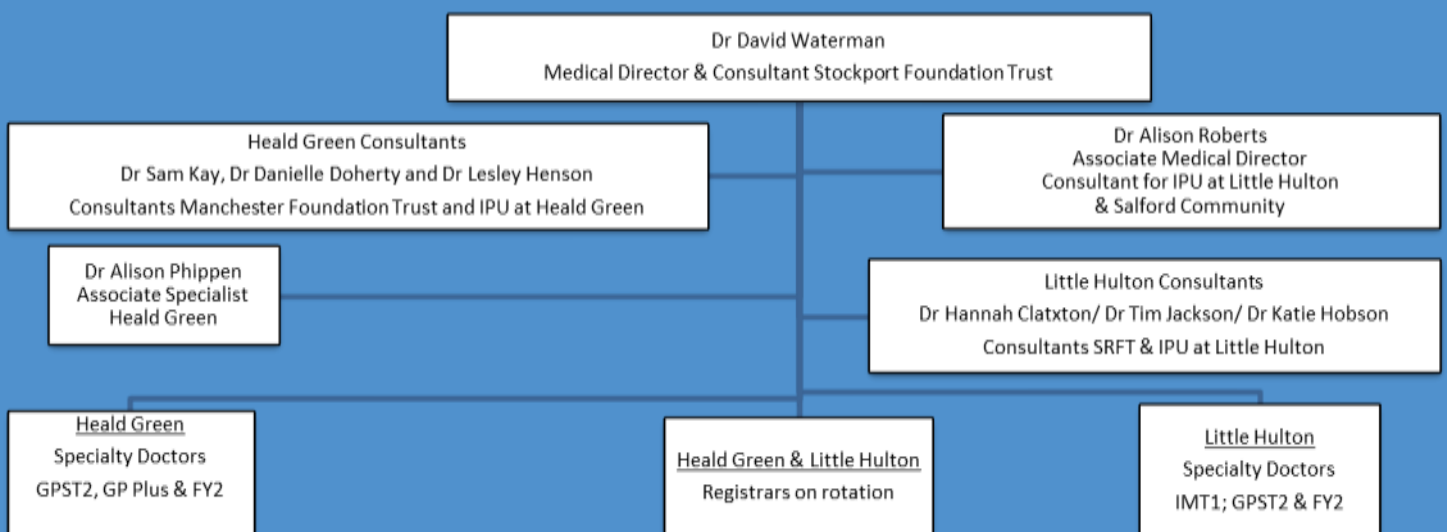 Dr David Waterman
Medical Director & Consultant Stockport Foundation Trust
Heald Green Consultants
Dr Sam Kay, Dr Danielle Doherty and Dr Lesley Henson
Consultants Manchester Foundation Trust and IPU at Heald Green
Dr Alison Roberts
Associate Medical Director
Consultant for IPU at Little Hulton
& Salford Community
Dr Alison Phippen
Associate Specialist
Heald Green
Little Hulton Consultants
Dr Hannah Clatxton/ Dr Tim Jackson/ Dr Katie Hobson
Consultants SRFT & IPU at Little Hulton
Heald Green
Specialty Doctors
GPST2, GP Plus & FY2
Heald Green & Little Hulton
Registrars on rotation
Little Hulton
Specialty Doctors
IMT1; GPST2 & FY2